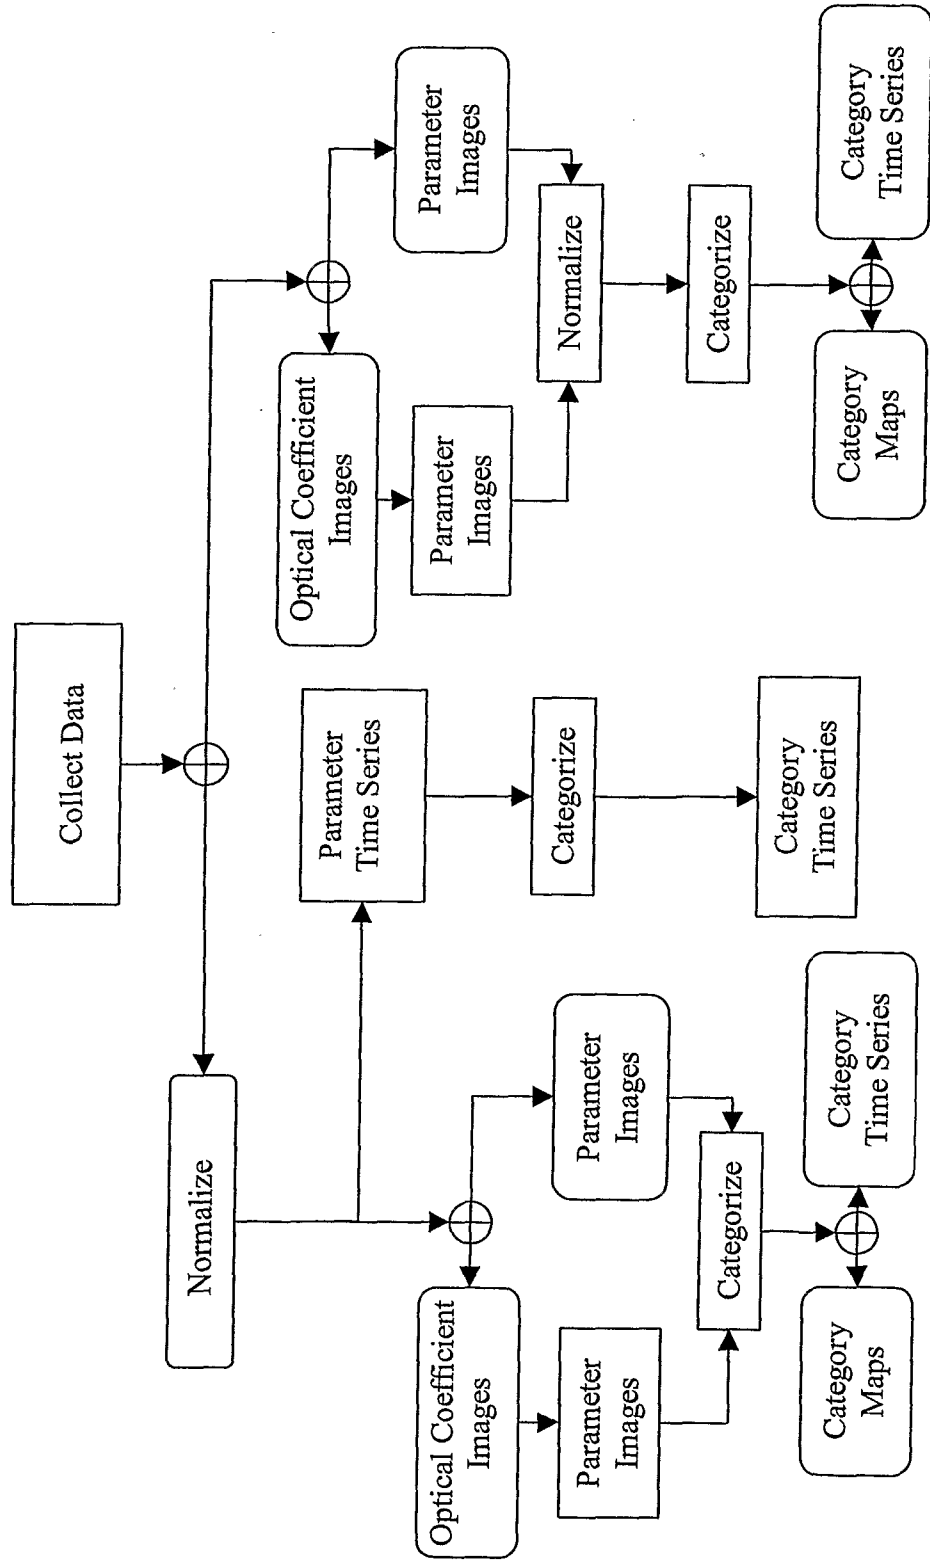 Collect Data
Normalize
Parameter
Time Series
Categorize
Category
Time Series
Optical Coefficient
Images
Parameter
Images
Parameter
Images
Categorize
Category
Maps
Category
Time Series
Optical Coefficient
Images
Parameter
Images
Parameter
Images
Normalize
Categorize
Category
Maps
Category
Time Series